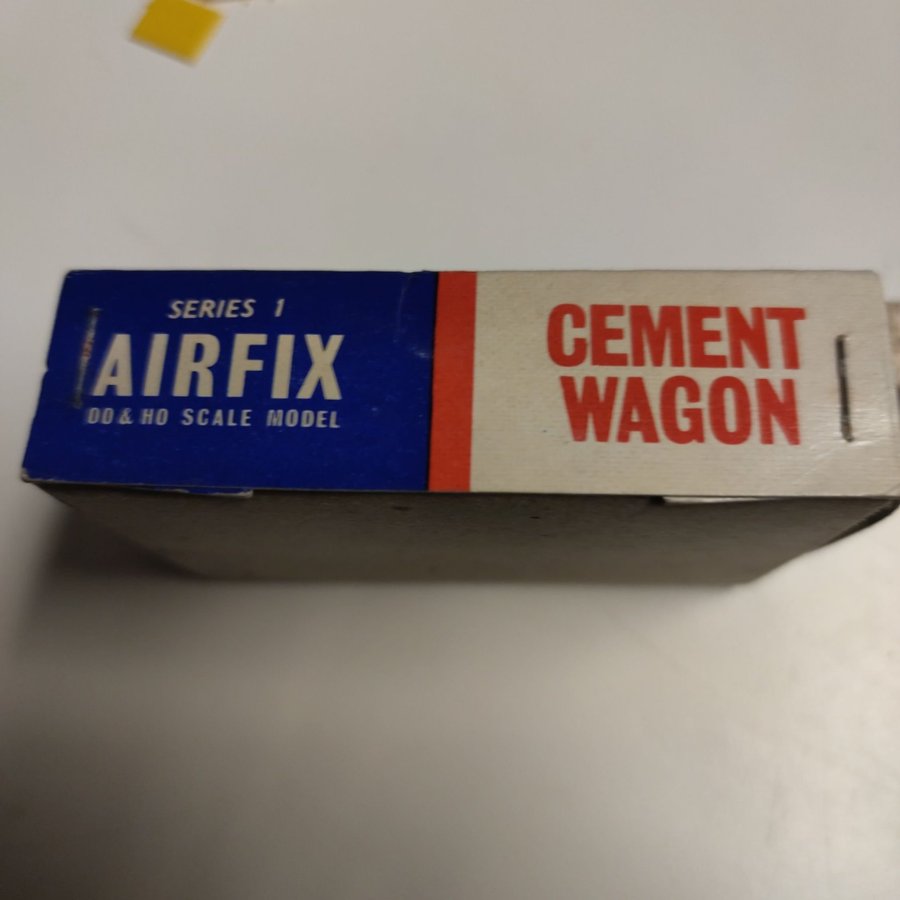 SERIES 1
AIRFIX
OO & HO SCALE MODEL
CEMENT
WAGON